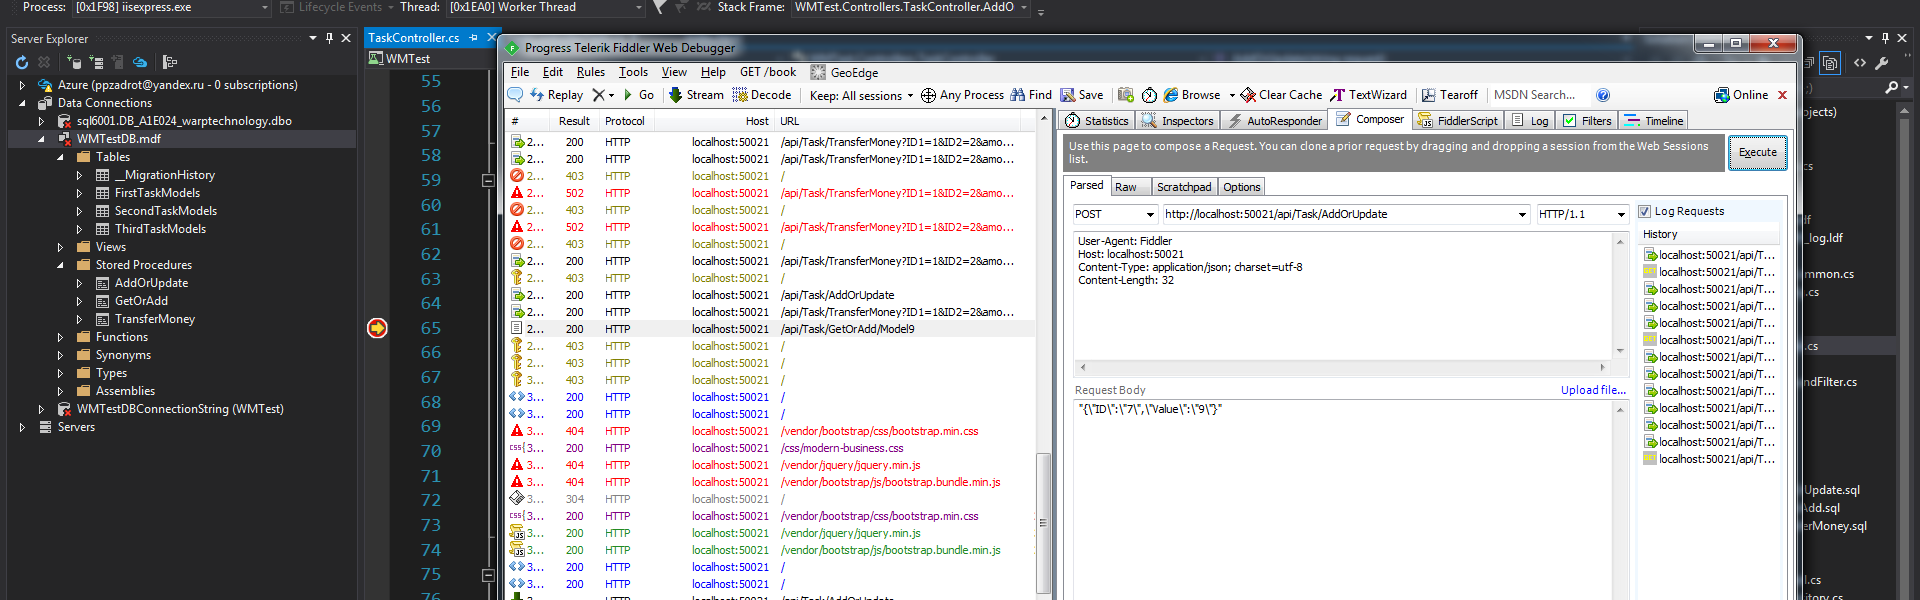 Process: [0x1F98] iisexpress.exe Lifecycle Events Thread: [0x1EA0] Worker Thread Stack Frame: WMTest.Controllers.TaskController.AddO
Server Explorer
Azure (ppzadrot@yandex.ru - 0 subscriptions)
Data Connections
sql6001.DB_A1E024_warptechnology.dbo
WMTestDB.mdf
Tables
__MigrationHistory
FirstTaskModels
SecondTaskModels
ThirdTaskModels
Views
Stored Procedures
AddOrUpdate
GetOrAdd
TransferMoney
Functions
Synonyms
Types
Assemblies
WMTestDBConnectionString (WMTest)
Servers
TaskController.cs
WMTest
55
56
57
58
59
60
61
62
63
64
65
66
67
68
69
70
71
72
73
74
75
76
Progress Telerik Fiddler Web Debugger
File Edit Rules Tools View Help GET /book GeoEdge
Replay Go Stream Decode Keep: All sessions Any Process Find Save Browse Clear Cache TextWizard Tearoff MSDN Search... Online
# Result Protocol Host URL
2... 200 HTTP localhost:50021 /api/Task/TransferMoney?ID1=1&ID2=2&amo...
2... 200 HTTP localhost:50021 /api/Task/TransferMoney?ID1=1&ID2=2&amo...
2... 403 HTTP localhost:50021 /
2... 502 HTTP localhost:50021 /api/Task/TransferMoney?ID1=1&ID2=2&amo...
2... 403 HTTP localhost:50021 /
2... 502 HTTP localhost:50021 /api/Task/TransferMoney?ID1=1&ID2=2&amo...
2... 403 HTTP localhost:50021 /
2... 200 HTTP localhost:50021 /api/Task/TransferMoney?ID1=1&ID2=2&amo...
2... 403 HTTP localhost:50021 /
2... 200 HTTP localhost:50021 /api/Task/AddOrUpdate
2... 200 HTTP localhost:50021 /api/Task/TransferMoney?ID1=1&ID2=2&amo...
2... 200 HTTP localhost:50021 /api/Task/GetOrAdd/Model9
2... 403 HTTP localhost:50021 /
2... 403 HTTP localhost:50021 /
3... 403 HTTP localhost:50021 /
3... 200 HTTP localhost:50021 /
3... 200 HTTP localhost:50021 /
3... 404 HTTP localhost:50021 /vendor/bootstrap/css/bootstrap.min.css
3... 200 HTTP localhost:50021 /css/modern-business.css
3... 404 HTTP localhost:50021 /vendor/jquery/jquery.min.js
3... 404 HTTP localhost:50021 /vendor/bootstrap/js/bootstrap.bundle.min.js
3... 304 HTTP localhost:50021 /
3... 200 HTTP localhost:50021 /vendor/bootstrap/css/bootstrap.min.css
3... 200 HTTP localhost:50021 /vendor/jquery/jquery.min.js
3... 200 HTTP localhost:50021 /vendor/bootstrap/js/bootstrap.bundle.min.js
3... 200 HTTP localhost:50021 /
3... 200 HTTP localhost:50021 /
3... 200 HTTP localhost:50021 /api/Task/AddOrUpdate
Statistics Inspectors AutoResponder Composer FiddlerScript Log Filters Timeline
Use this page to compose a Request. You can clone a prior request by dragging and dropping a session from the Web Sessions
list.
Execute
Parsed Raw Scratchpad Options
POST http://localhost:50021/api/Task/AddOrUpdate HTTP/1.1
User-Agent: Fiddler
Host: localhost:50021
Content-Type: application/json; charset=utf-8
Content-Length: 32
Request Body Upload file...
"{\"ID\":\"7\",\"Value\":\"9\"}"
Log Requests
History
localhost:50021/api/T...
localhost:50021/api/T...
localhost:50021/api/T...
localhost:50021/api/T...
localhost:50021/api/T...
localhost:50021/api/T...
localhost:50021/api/T...
localhost:50021/api/T...
localhost:50021/api/T...
localhost:50021/api/T...
localhost:50021/api/T...
localhost:50021/api/T...
localhost:50021/api/T...
ojects)
.cs
df
_log.ldf
mmon.cs
.cs
.cs
ndFilter.cs
Update.sql
Add.sql
erMoney.sql
l.cs
itory.cs